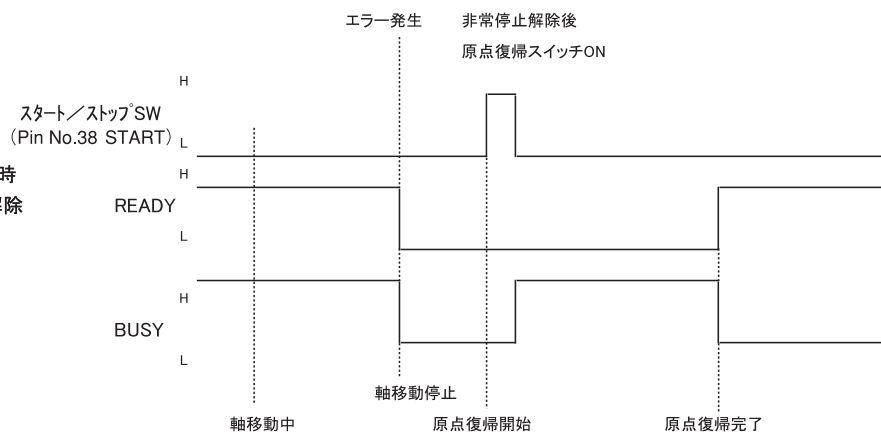 エラー発生
非常停止解除後
原点復帰スイッチON
H
スタート／ストップSW
(Pin No.38 START)
L
時
H
解除
READY
L
H
BUSY
L
軸移動停止
軸移動中
原点復帰開始
原点復帰完了